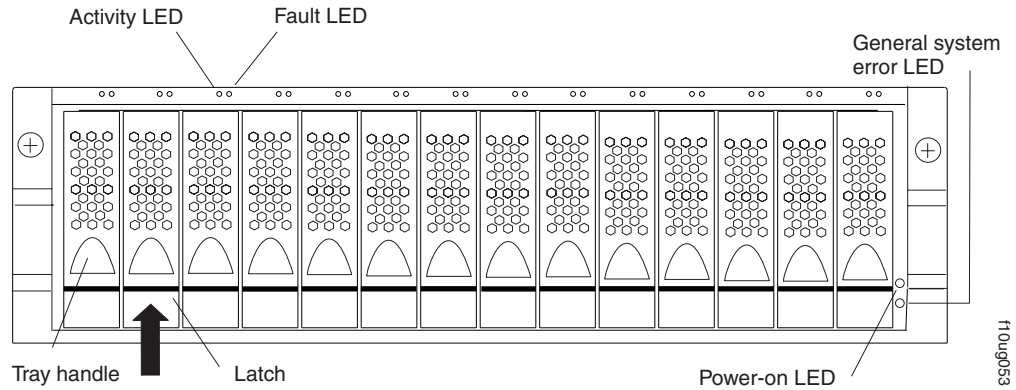 Activity LED
Fault LED
General system
error LED
Tray handle
Latch
Power-on LED
f10ug053